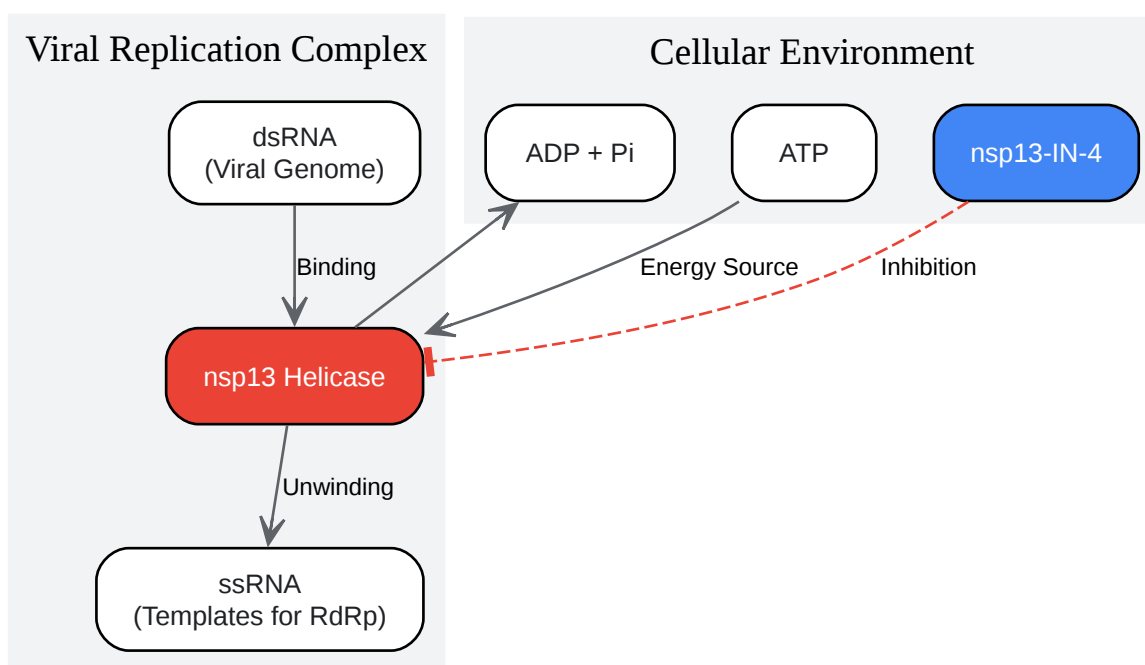 Viral Replication Complex
Cellular Environment
dsRNA
(Viral Genome)
ADP + Pi
ATP
nsp13-IN-4
Binding
Energy Source
Inhibition
nsp13 Helicase
Unwinding
ssRNA
(Templates for RdRp)